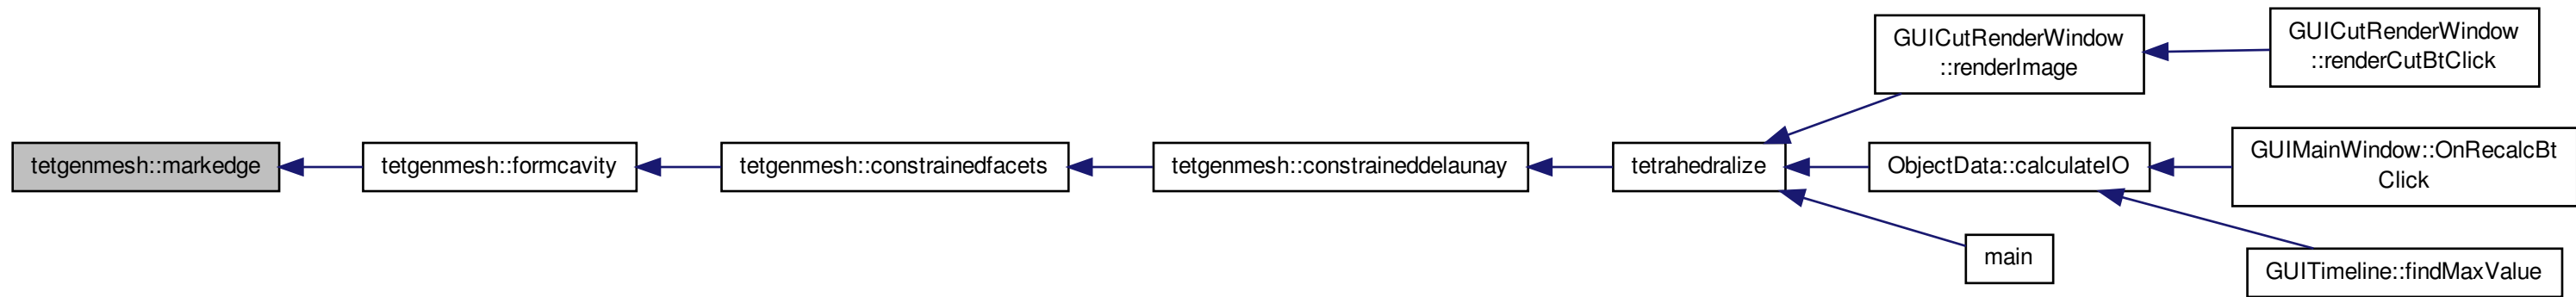 tetgenmesh::markedge
tetgenmesh::formcavity
tetgenmesh::constrainedfacets
tetgenmesh::constraineddelaunay
tetrahedralize
GUICutRenderWindow
::renderImage
GUICutRenderWindow
::renderCutBtClick
ObjectData::calculateIO
GUIMainWindow::OnRecalcBt
Click
main
GUITimeline::findMaxValue